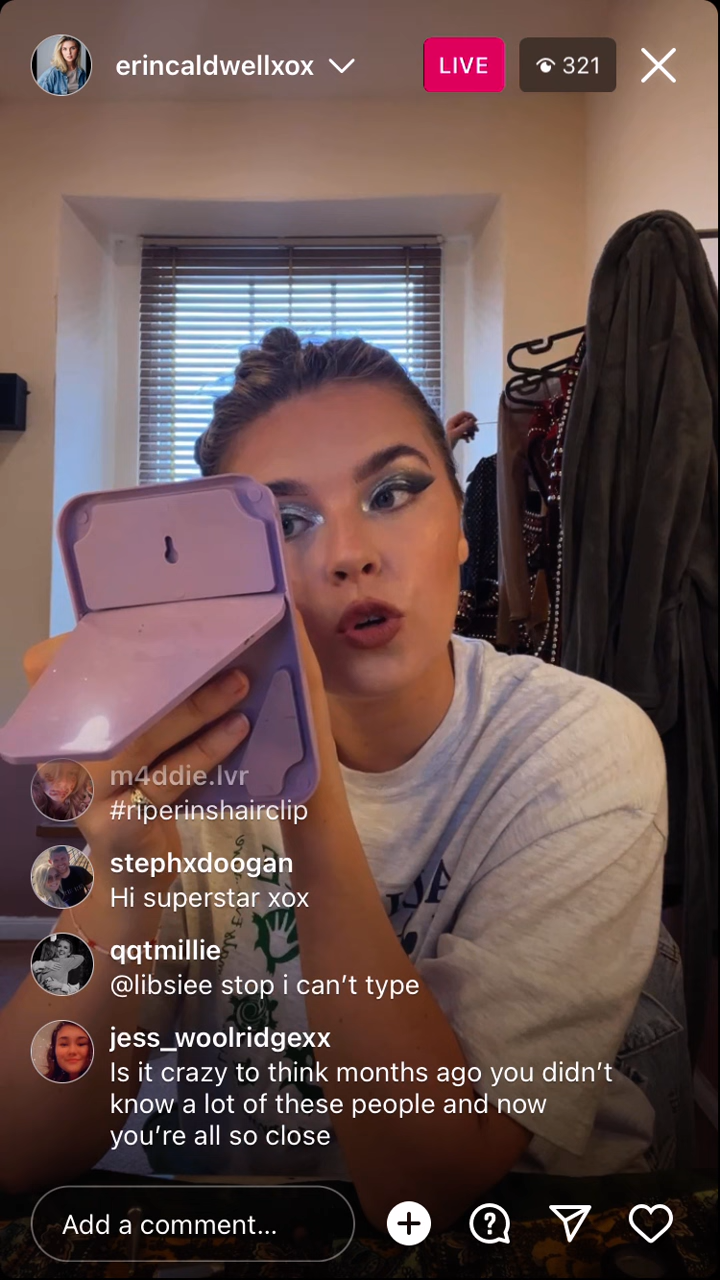 erincaldwellxox
LIVE
321
m4ddie.lvr
#riperinshairclip
stephxdoogan
Hi superstar xox
qqtmillie
@libsiee stop i can't type
jess_woolridgexx
Is it crazy to think months ago you didn't
know a lot of these people and now
you're all so close
Add a comment...